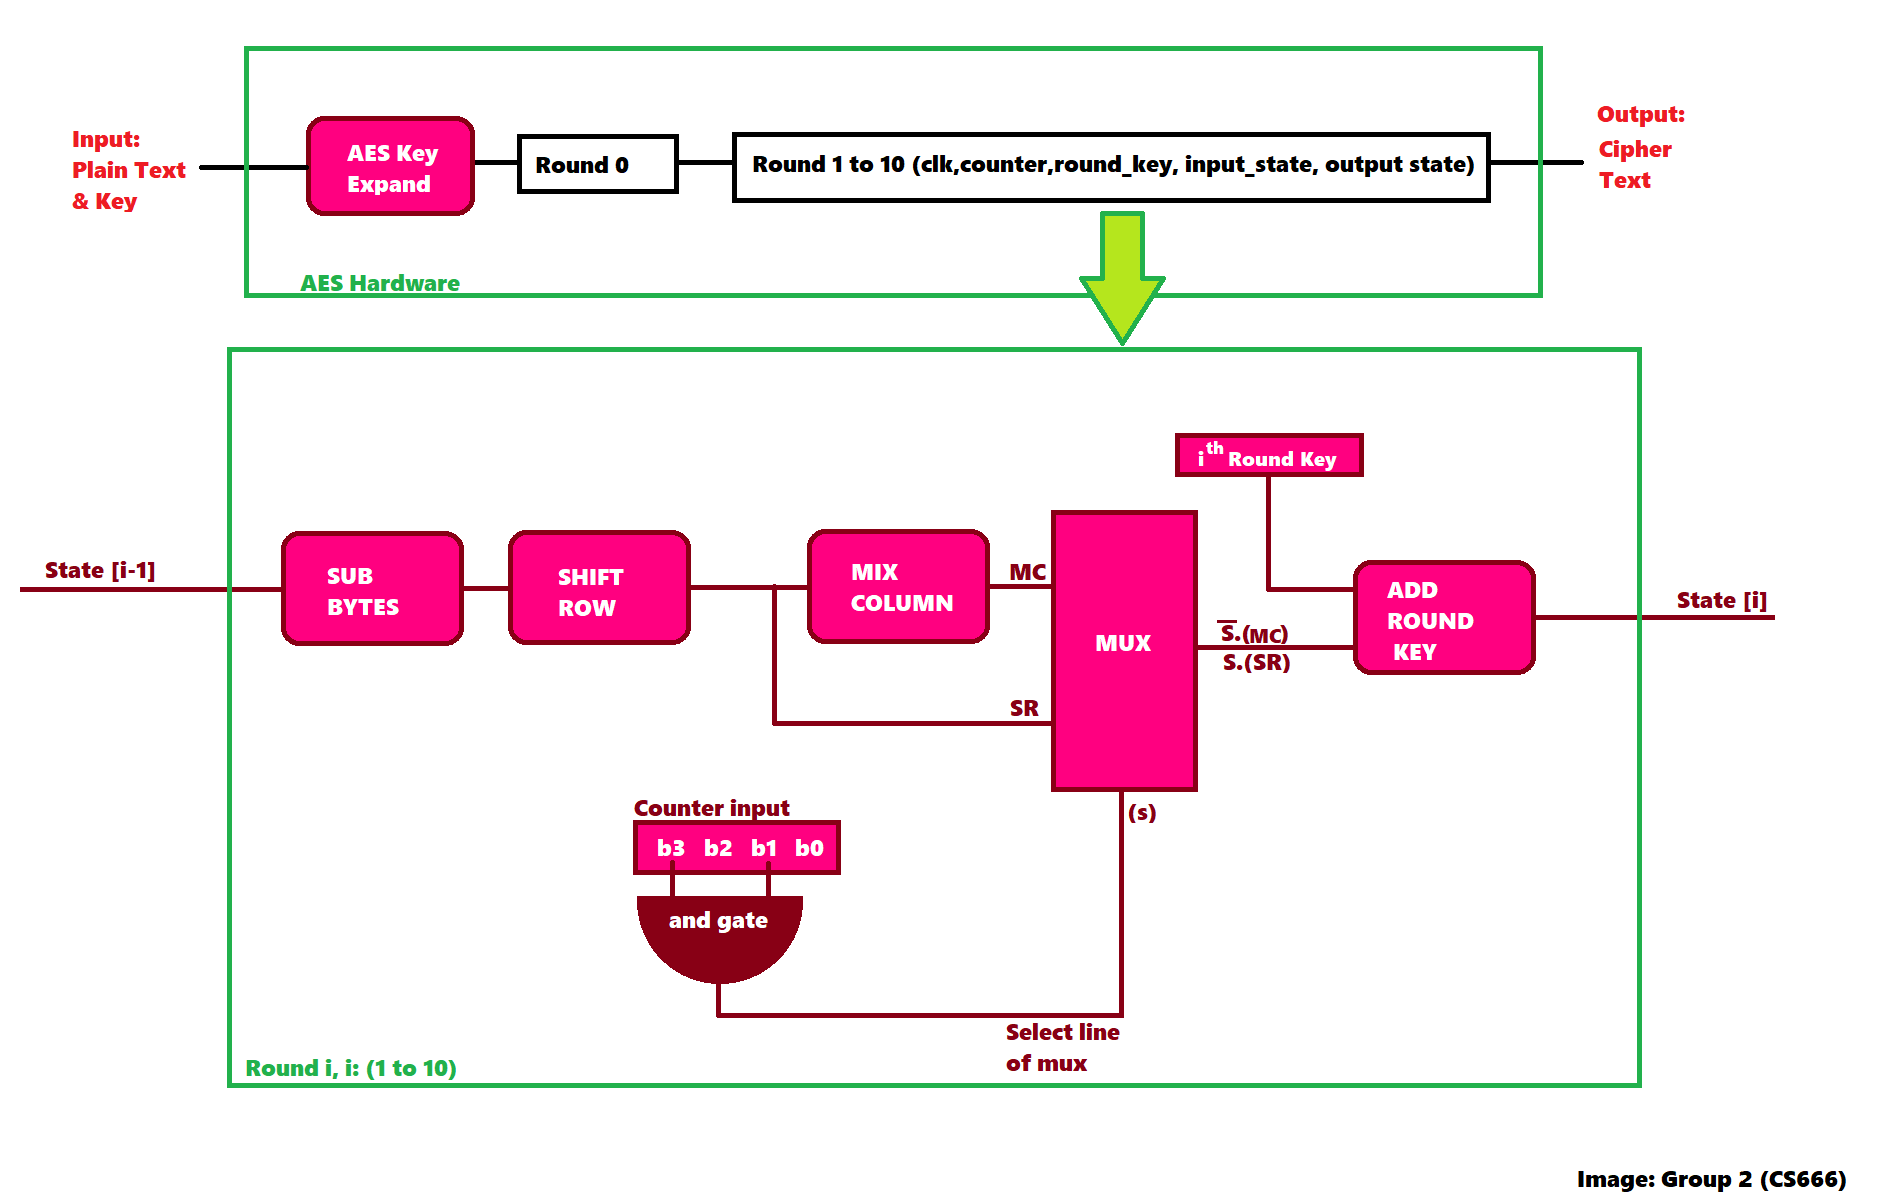 Input:
Plain Text
& Key
AES Key
Expand
Round 0
Round 1 to 10 (clk,counter,round_key, input_state, output state)
Output:
Cipher
Text
AES Hardware
i th Round Key
State [i-1]
SUB
BYTES
SHIFT
ROW
MIX
COLUMN
MC
SR
MUX
S̅.(MC)
S.(SR)
ADD
ROUND
KEY
State [i]
Counter input
b3 b2 b1 b0
and gate
(s)
Select line
of mux
Round i, i: (1 to 10)
Image: Group 2 (CS666)